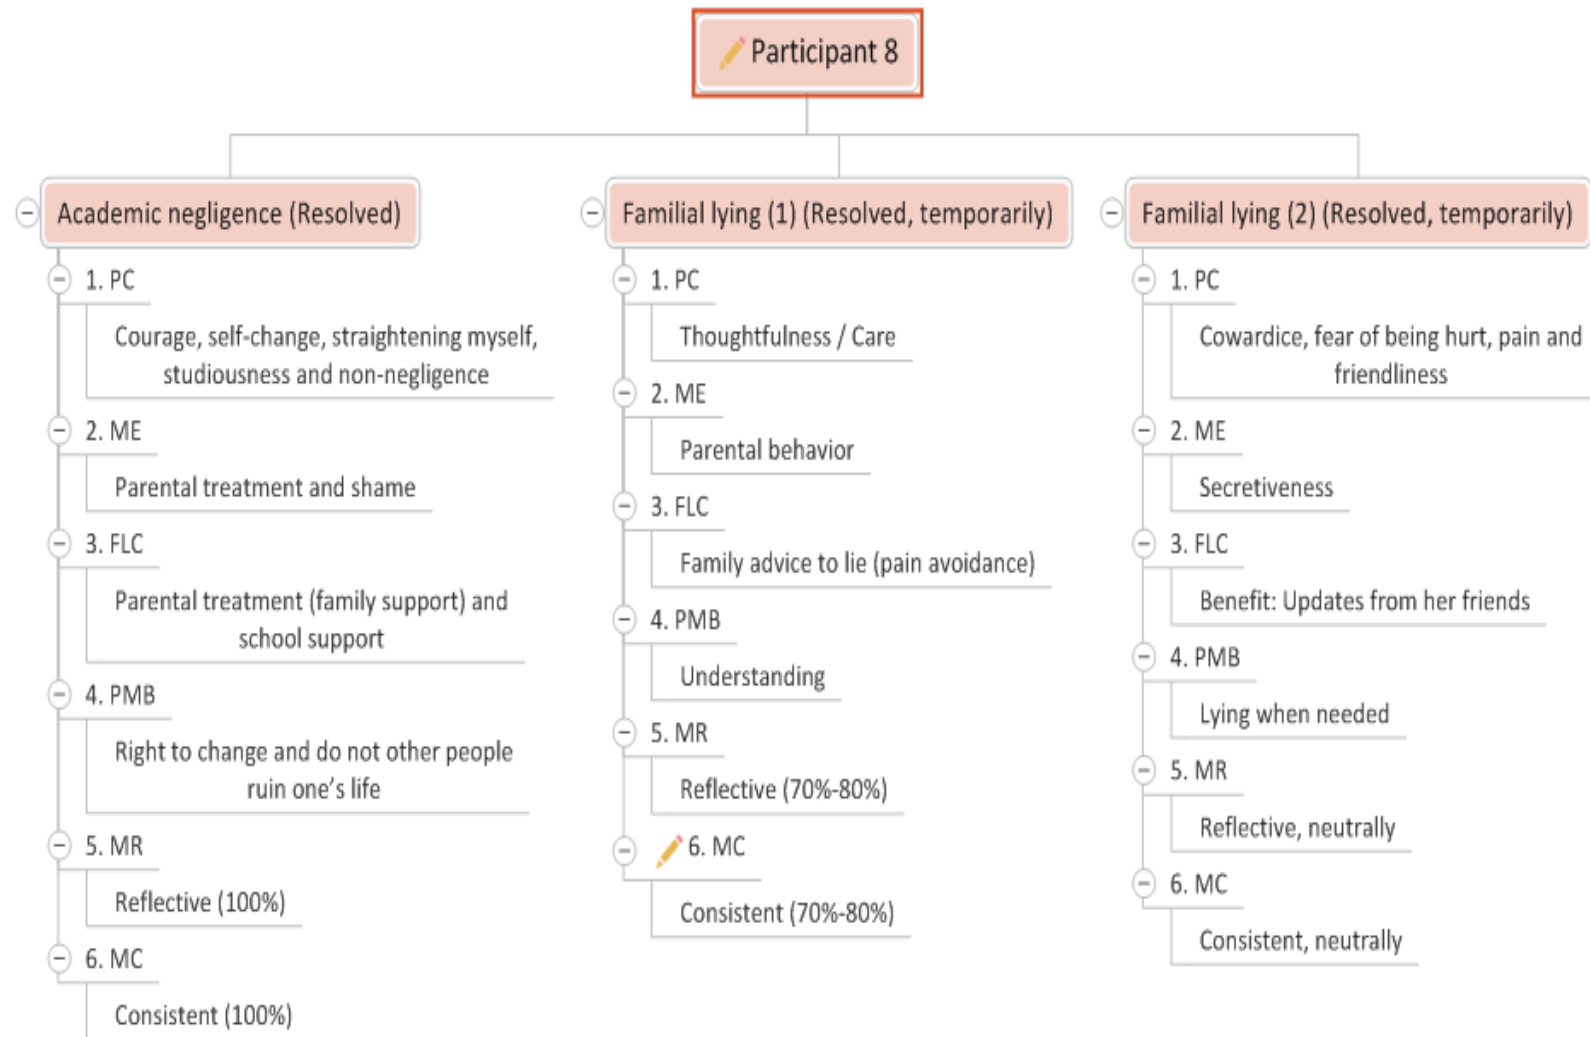 Participant 8
Academic negligence (Resolved)
1. PC
Courage, self-change, straightening myself,
studiousness and non-negligence
2. ME
Parental treatment and shame
3. FLC
Parental treatment (family support) and
school support
4. PMB
Right to change and do not other people
ruin one's life
5. MR
Reflective (100%)
6. MC
Consistent (100%)
Familial lying (1) (Resolved, temporarily)
1. PC
Thoughtfulness / Care
2. ME
Parental behavior
3. FLC
Family advice to lie (pain avoidance)
4. PMB
Understanding
5. MR
Reflective (70%-80%)
6. MC
Consistent (70%-80%)
Familial lying (2) (Resolved, temporarily)
1. PC
Cowardice, fear of being hurt, pain and
friendliness
2. ME
Secretiveness
3. FLC
Benefit: Updates from her friends
4. PMB
Lying when needed
5. MR
Reflective, neutrally
6. MC
Consistent, neutrally